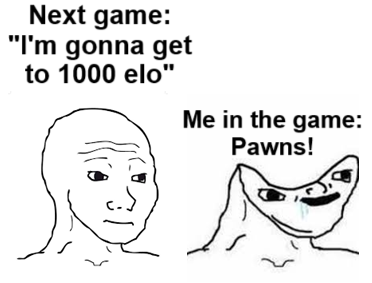 Next game:
"I'm gonna get
to 1000 elo"
Me in the game:
Pawns!